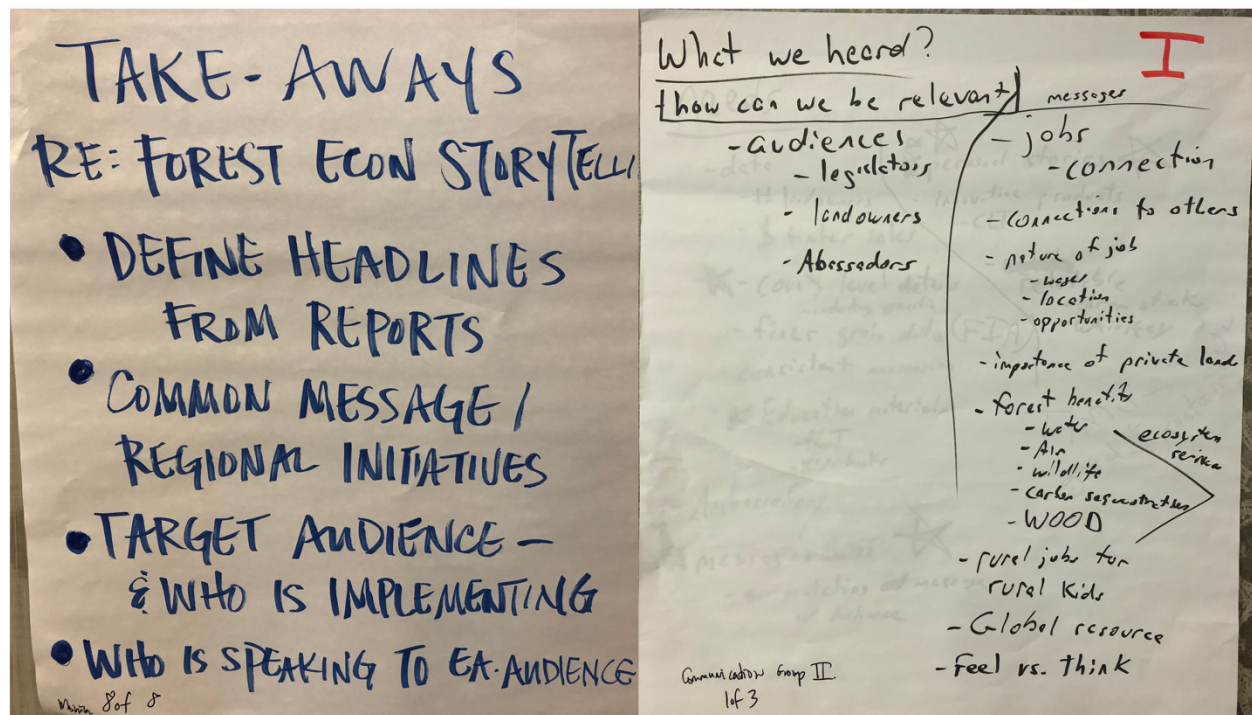 TAKE-AWAYS
RE: FOREST ECON STORYTELLI
• DEFINE HEADLINES
FROM REPORTS
• COMMON MESSAGE /
REGIONAL INITIATIVES
• TARGET AUDIENCE –
& WHO IS IMPLEMENTING
• WHO IS SPEAKING TO EA. AUDIENCE
8 of 8
What we heard?
I
how can we be relevant
- audiences
- legislators
- landowners
- Abassadors
messages
- jobs
- connection
- connections to others
- nature of job
- wages
- location
- opportunities
- importance of private land
- forest benefits
- water
- Air
- wildlife
- carbon sequestration
- WOOD
ecosystem
services
- rural jobs for
rural kids
- Global resource
- Feel vs. think
Communication Group II
1 of 3